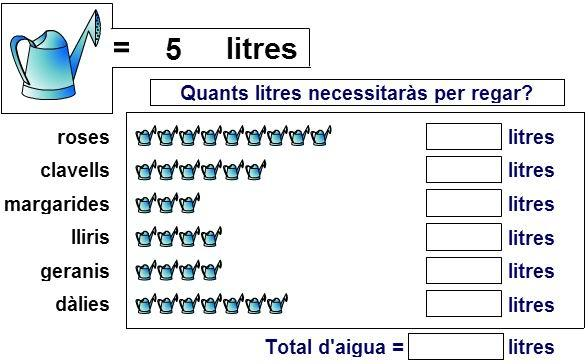 = 5 litres
Quants litres necessitaràs per regar?
roses litres
clavells litres
margarides litres
lliris litres
geranis litres
dàlies litres
Total d'aigua = litres